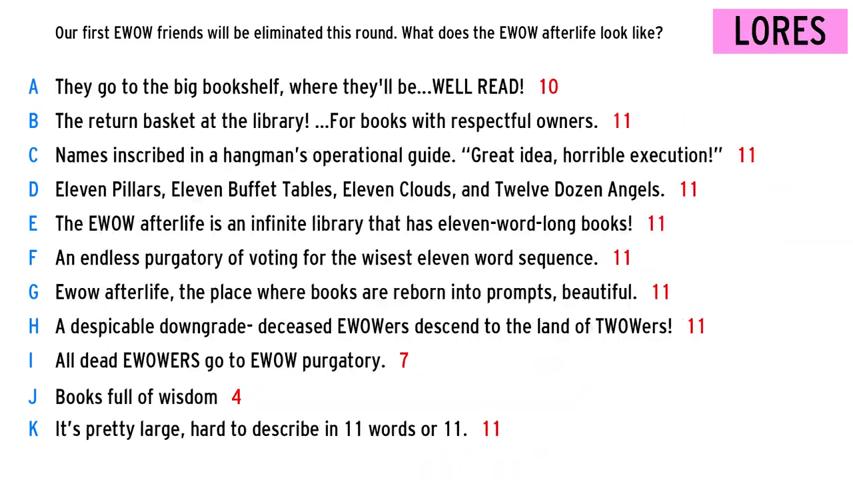 Our first EWOW friends will be eliminated this round. What does the EWOW afterlife look like?
LORES
A They go to the big bookshelf, where they'll be...WELL READ! 10
B The return basket at the library! ...For books with respectful owners. 11
C Names inscribed in a hangman's operational guide. “Great idea, horrible execution!” 11
D Eleven Pillars, Eleven Buffet Tables, Eleven Clouds, and Twelve Dozen Angels. 11
E The EWOW afterlife is an infinite library that has eleven-word-long books! 11
F An endless purgatory of voting for the wisest eleven word sequence. 11
G Ewow afterlife, the place where books are reborn into prompts, beautiful. 11
H A despicable downgrade- deceased EWOWers descend to the land of TWOWers! 11
I All dead EWOWERS go to EWOW purgatory. 7
J Books full of wisdom 4
K It's pretty large, hard to describe in 11 words or 11. 11